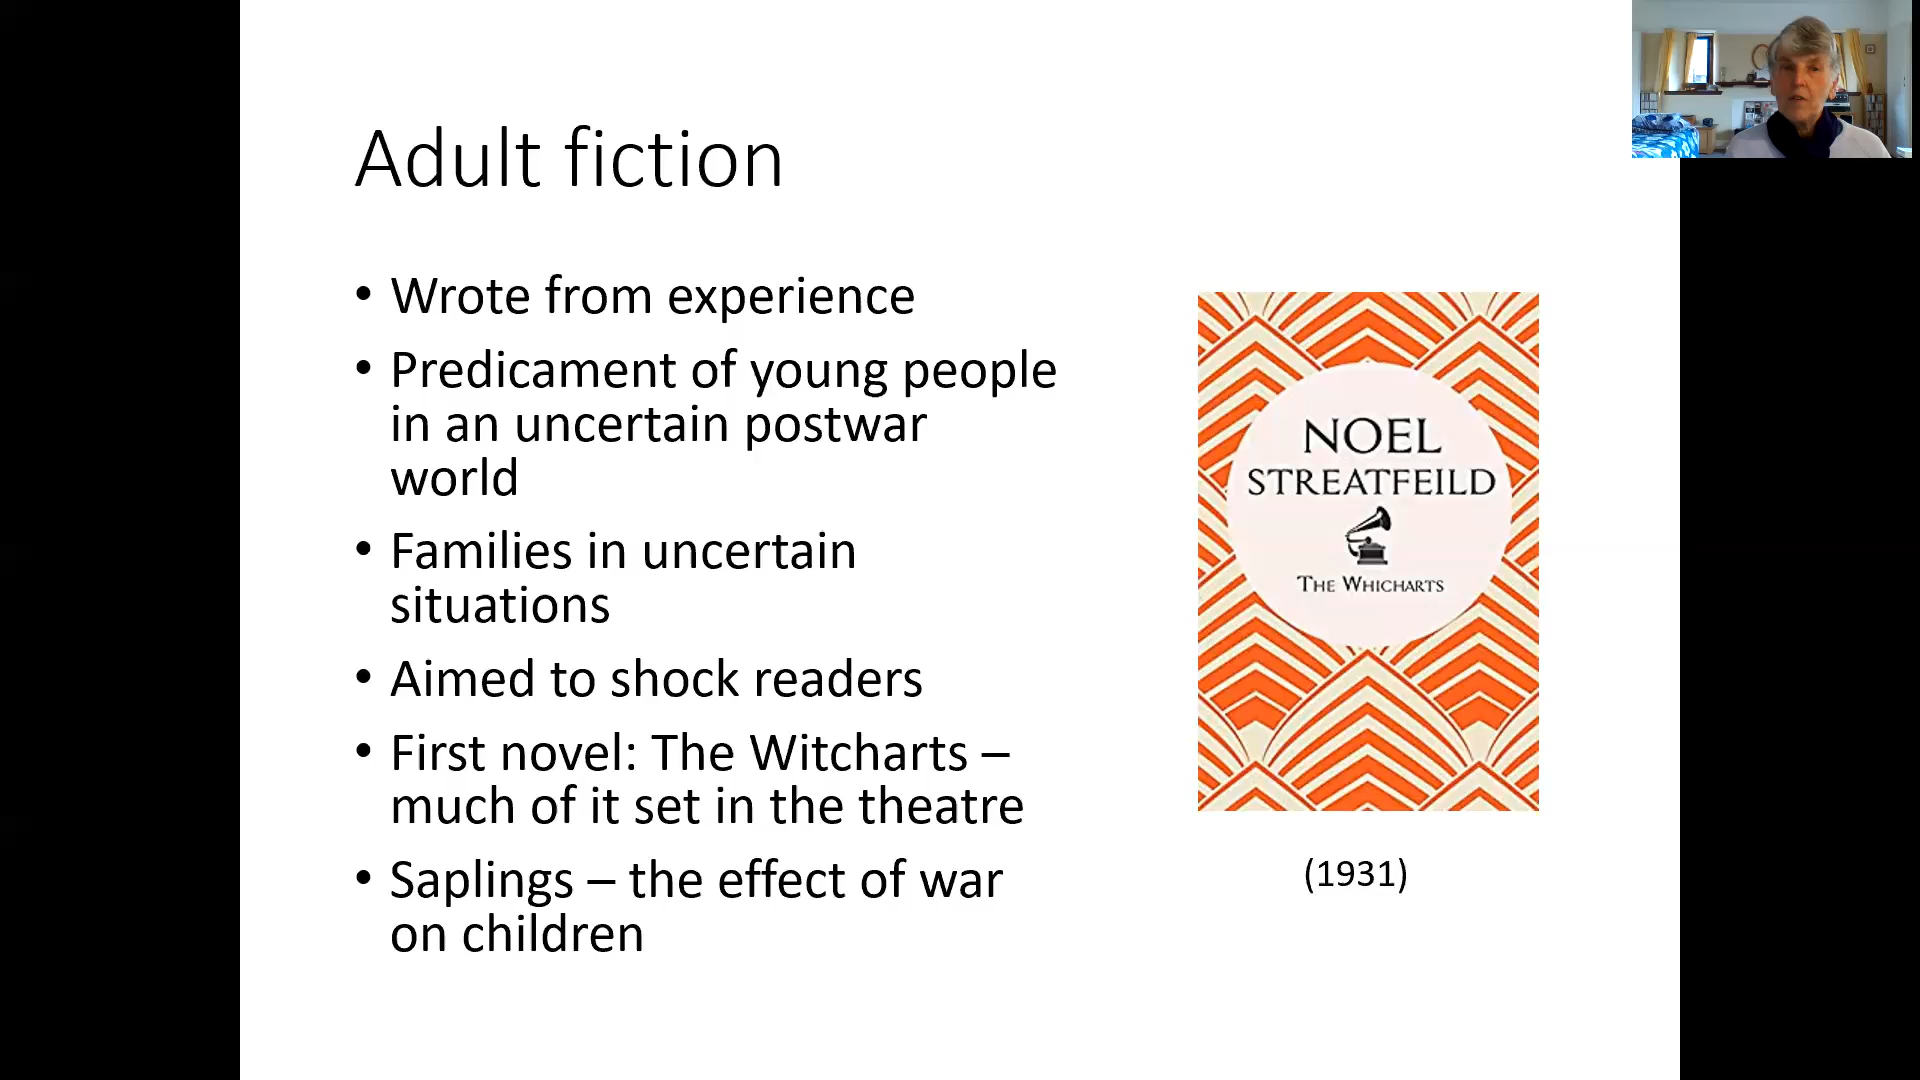 Adult fiction
• Wrote from experience
• Predicament of young people
in an uncertain postwar
world
• Families in uncertain
situations
• Aimed to shock readers
• First novel: The Witcharts –
much of it set in the theatre
• Saplings – the effect of war
on children
NOEL
STREATFEILD
THE WHICHARTS
(1931)